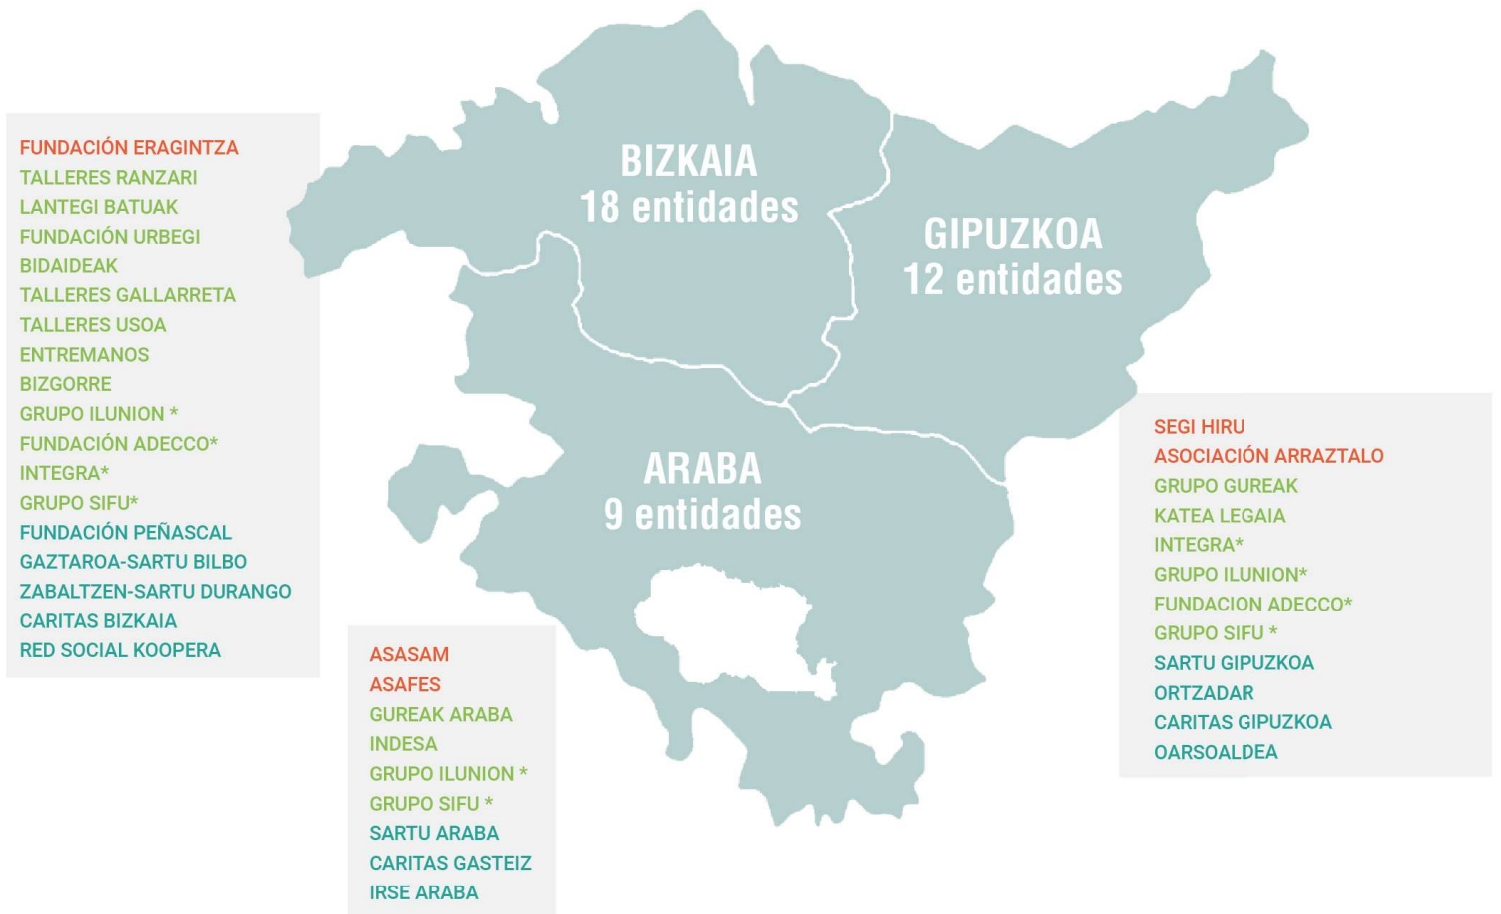 BIZKAIA
18 entidades
GIPUZKOA
12 entidades
ARABA
9 entidades
FUNDACIÓN ERAGINTZA
TALLERES RANZARI
LANTEGI BATUAK
FUNDACIÓN URBEGI
BIDAIDEAK
TALLERES GALLARRETA
TALLERES USOA
ENTREMANOS
BIZGORRE
GRUPO ILUNION *
FUNDACIÓN ADECCO*
INTEGRA*
GRUPO SIFU*
FUNDACIÓN PEÑASCAL
GAZTAROA-SARTU BILBO
ZABALTZEN-SARTU DURANGO
CARITAS BIZKAIA
RED SOCIAL KOOPERA
ASASAM
ASAFES
GUREAK ARABA
INDESA
GRUPO ILUNION *
GRUPO SIFU *
SARTU ARABA
CARITAS GASTEIZ
IRSE ARABA
SEGI HIRU
ASOCIACIÓN ARRAZTALO
GRUPO GUREAK
KATEA LEGAIA
INTEGRA*
GRUPO ILUNION*
FUNDACION ADECCO*
GRUPO SIFU *
SARTU GIPUZKOA
ORTZADAR
CARITAS GIPUZKOA
OARSOALDEA